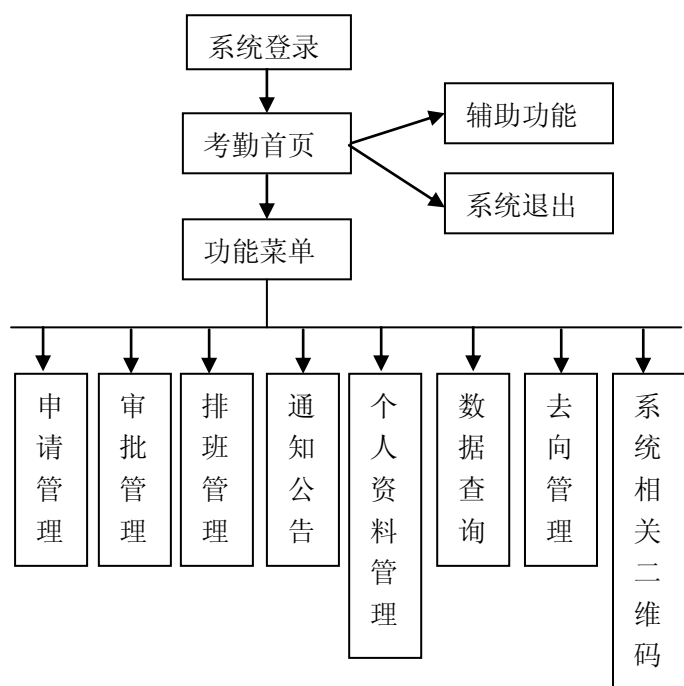 系统登录
考勤首页
辅助功能
系统退出
功能菜单
申请管理
审批管理
排班管理
通知公告
个人资料管理
数据查询
去向管理
系统相关二维码